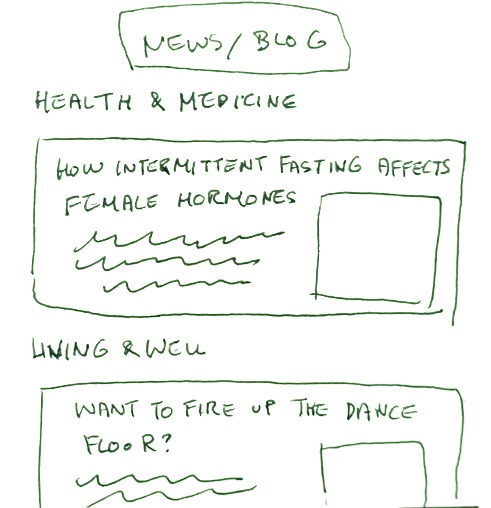 NEWS/BLOG
HEALTH & MEDICINE
HOW INTERMITTENT FASTING AFFECTS
FEMALE HORMONES
LIVING & WELL
WANT TO FIRE UP THE DANCE
FLOOR?